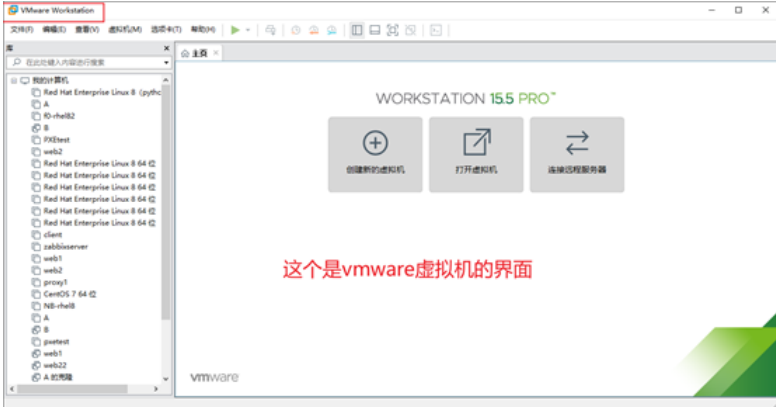 VMware Workstation
文件(F) 编辑(E) 查看(V) 虚拟机(M) 选项卡(T) 帮助(H)
库
在此处键入内容进行搜索
主页
我的计算机
Red Hat Enterprise Linux 8 (pytho
A
f0-rhel82
B
PXEtest
web2
Red Hat Enterprise Linux 8 64 位
Red Hat Enterprise Linux 8 64 位
Red Hat Enterprise Linux 8 64 位
Red Hat Enterprise Linux 8 64 位
Red Hat Enterprise Linux 8 64 位
Red Hat Enterprise Linux 8 64 位
client
zabbixserver
web1
web2
proxy1
CentOS 7 64 位
NB-rhel8
A
B
pxetest
web1
web22
A 的克隆
WORKSTATION 15.5 PRO™
创建新的虚拟机
打开虚拟机
连接远程服务器
这个是vmware虚拟机的界面
vmware